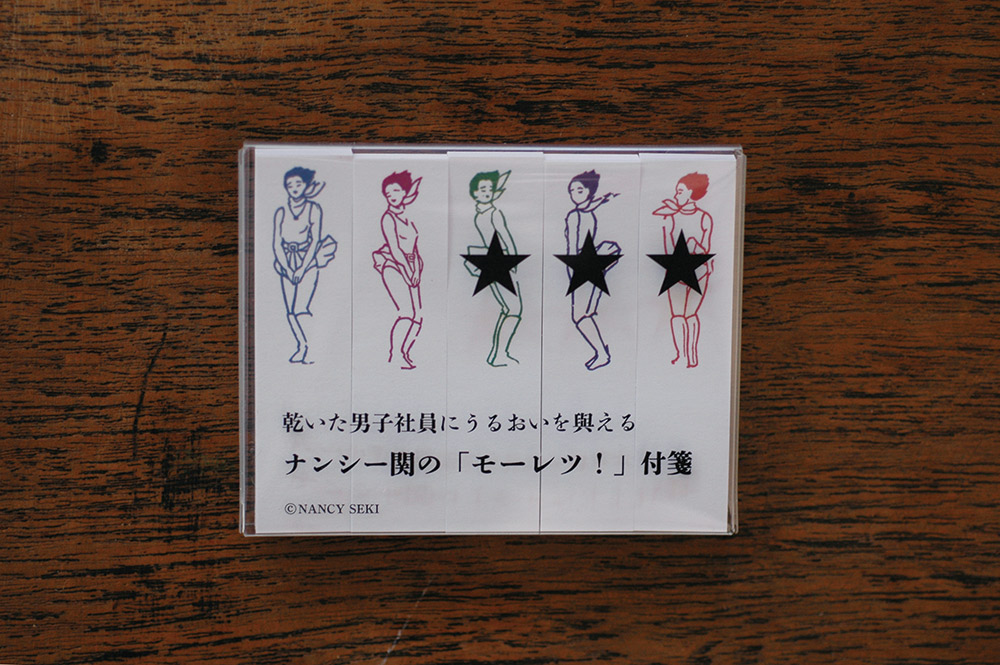 乾いた男子社員にうるおいを與える
ナンシー関の「モーレツ！」付箋
©NANCY SEKI